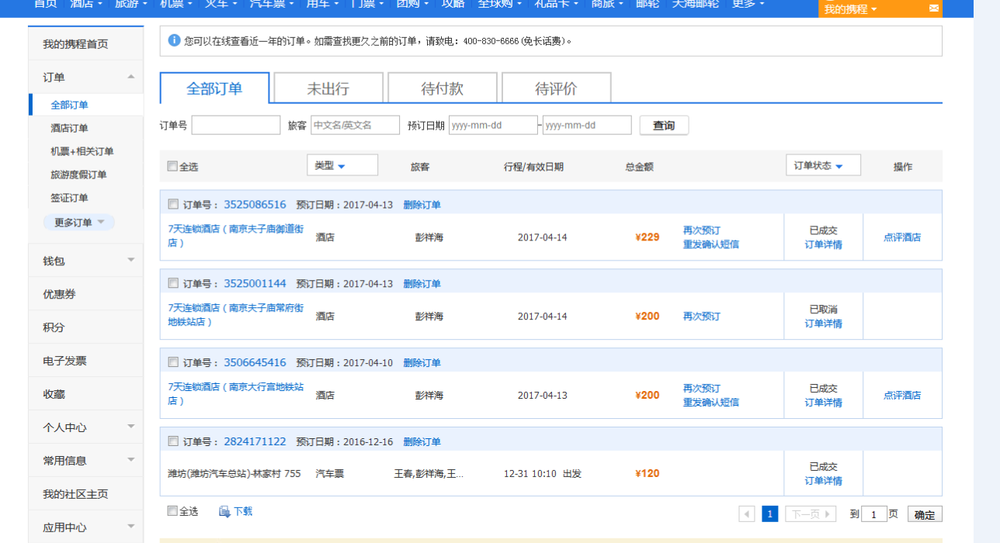 首页 酒店 旅游 机票 火车 汽车票 用车 门票 团购 攻略 全球购 礼品卡 商旅 邮轮 天海邮轮 更多
我的携程
我的携程首页
订单
全部订单
酒店订单
机票+相关订单
旅游度假订单
签证订单
更多订单
钱包
优惠券
积分
电子发票
收藏
个人中心
常用信息
我的社区主页
应用中心
您可以在线查看近一年的订单。如需查找更久之前的订单，请致电：400-830-6666(免长话费)。
全部订单 未出行 待付款 待评价
订单号 旅客 中文名/英文名 预订日期 yyyy-mm-dd - yyyy-mm-dd 查询
全选 类型 旅客 行程/有效日期 总金额 订单状态 操作
订单号： 3525086516 预订日期：2017-04-13 删除订单
7天连锁酒店（南京夫子庙御道街
店） 酒店 彭祥海 2017-04-14 ¥229 再次预订 已成交 点评酒店
重发确认短信 订单详情
订单号： 3525001144 预订日期：2017-04-13 删除订单
7天连锁酒店（南京夫子庙常府街
地铁站店） 酒店 彭祥海 2017-04-14 ¥200 再次预订 已取消
订单详情
订单号： 3506645416 预订日期：2017-04-10 删除订单
7天连锁酒店（南京大行宫地铁站
店） 酒店 彭祥海 2017-04-13 ¥200 再次预订 已成交 点评酒店
重发确认短信 订单详情
订单号： 2824171122 预订日期：2016-12-16 删除订单
潍坊(潍坊汽车总站)-林家村 755 汽车票 王春,彭祥海,王... 12-31 10:10 出发 ¥120 已成交
订单详情
全选 下载 1 下一页 到 1 页 确定